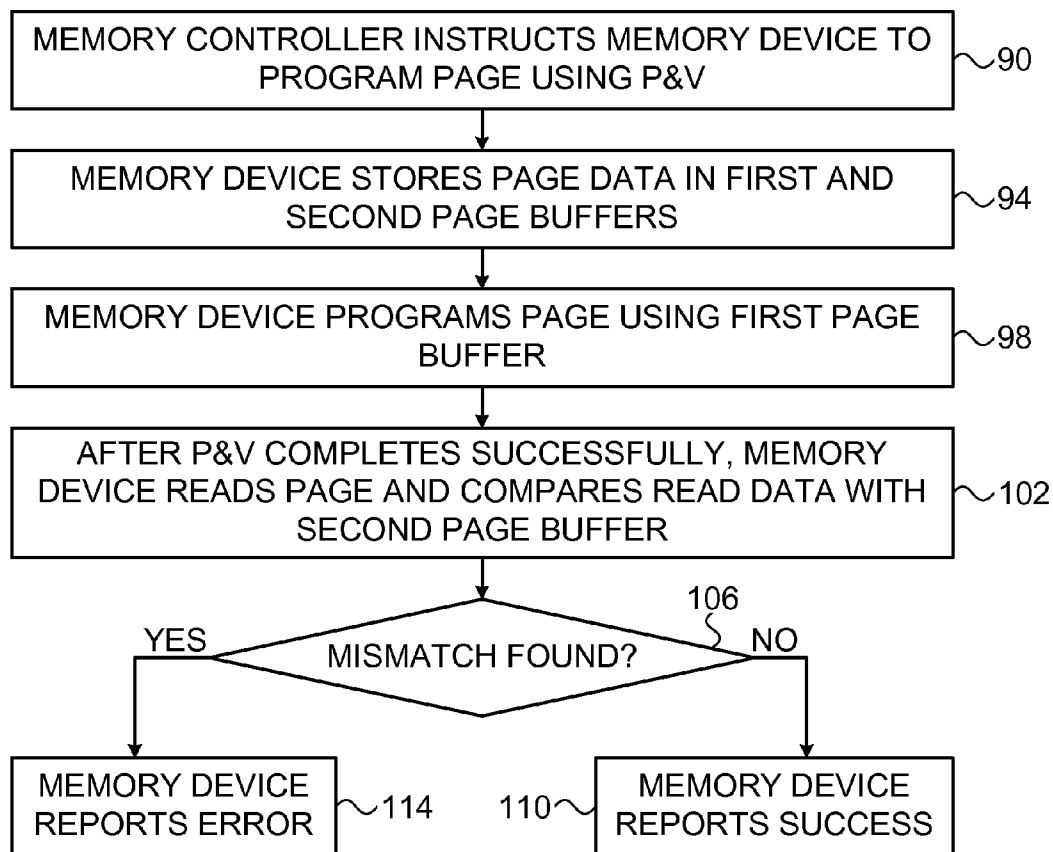 MEMORY CONTROLLER INSTRUCTS MEMORY DEVICE TO
PROGRAM PAGE USING P&V
90
MEMORY DEVICE STORES PAGE DATA IN FIRST AND
SECOND PAGE BUFFERS
94
MEMORY DEVICE PROGRAMS PAGE USING FIRST PAGE
BUFFER
98
AFTER P&V COMPLETES SUCCESSFULLY, MEMORY
DEVICE READS PAGE AND COMPARES READ DATA WITH
SECOND PAGE BUFFER
102
106
YES
MISMATCH FOUND?
NO
MEMORY DEVICE
REPORTS ERROR
114
110
MEMORY DEVICE
REPORTS SUCCESS